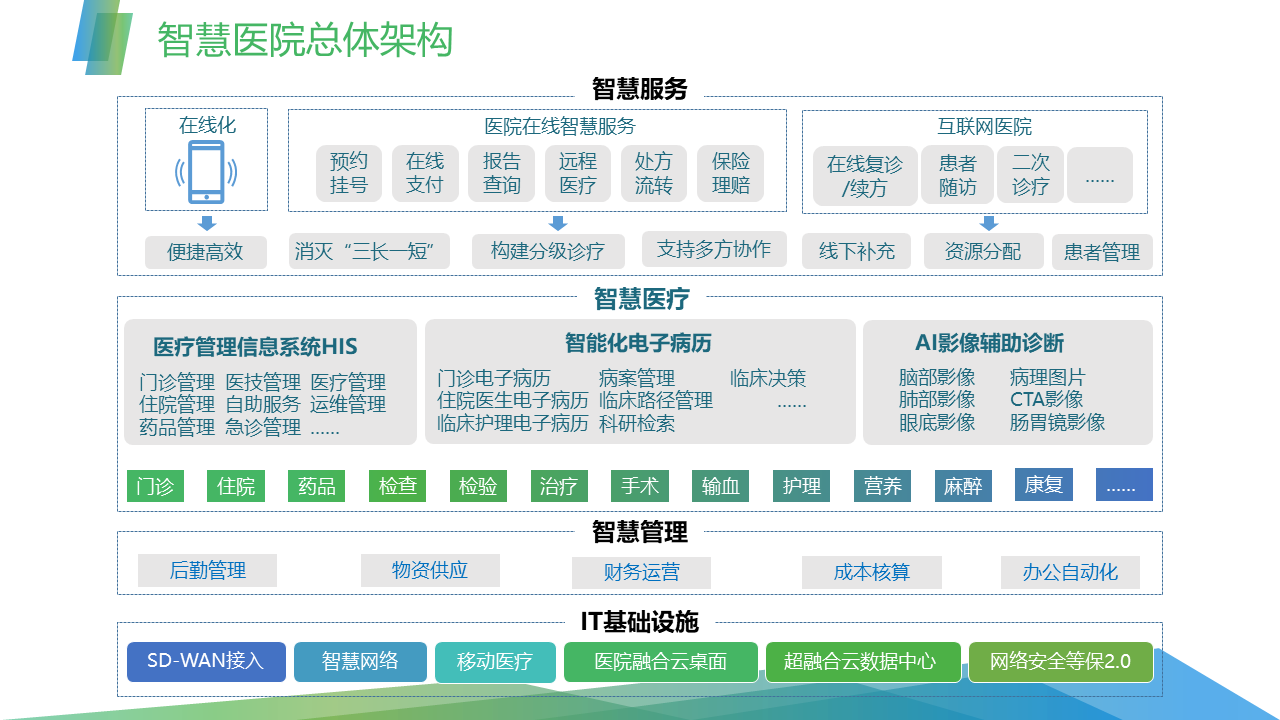 智慧医院总体架构
智慧服务
在线化
医院在线智慧服务
预约
挂号
在线
支付
报告
查询
远程
医疗
处方
流转
保险
理赔
互联网医院
在线复诊
/续方
患者
随访
二次
诊疗
......
便捷高效
消灭“三长一短”
构建分级诊疗
支持多方协作
线下补充
资源分配
患者管理
智慧医疗
医疗管理信息系统HIS
门诊管理 医技管理 医疗管理
住院管理 自助服务 运维管理
药品管理 急诊管理 ......
智能化电子病历
门诊电子病历 病案管理 临床决策
住院医生电子病历 临床路径管理 ......
临床护理电子病历 科研检索
AI影像辅助诊断
脑部影像 病理图片
肺部影像 CTA影像
眼底影像 肠胃镜影像
门诊 住院 药品 检查 检验 治疗 手术 输血 护理 营养 麻醉 康复 ......
智慧管理
后勤管理 物资供应 财务运营 成本核算 办公自动化
IT基础设施
SD-WAN接入 智慧网络 移动医疗 医院融合云桌面 超融合云数据中心 网络安全等保2.0